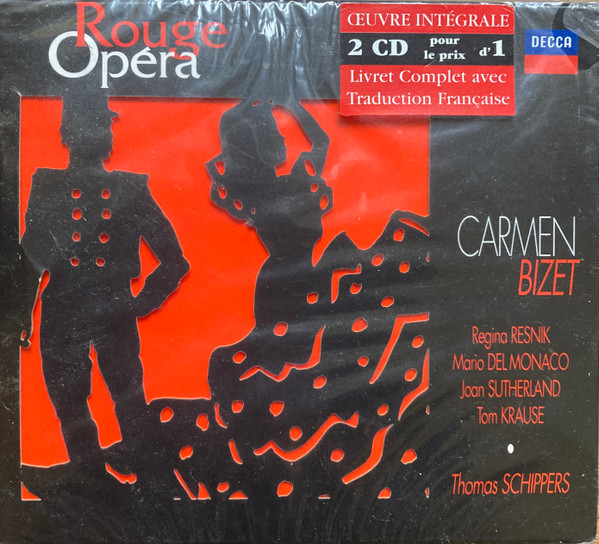 Rouge
Opéra
ŒUVRE INTÉGRALE
2 CD pour le prix d'1
Livret Complet avec
Traduction Française
DECCA
CARMEN
BIZET
Regina RESNIK
Mario DEL MONACO
Joan SUTHERLAND
Tom KRAUSE
Thomas SCHIPPERS